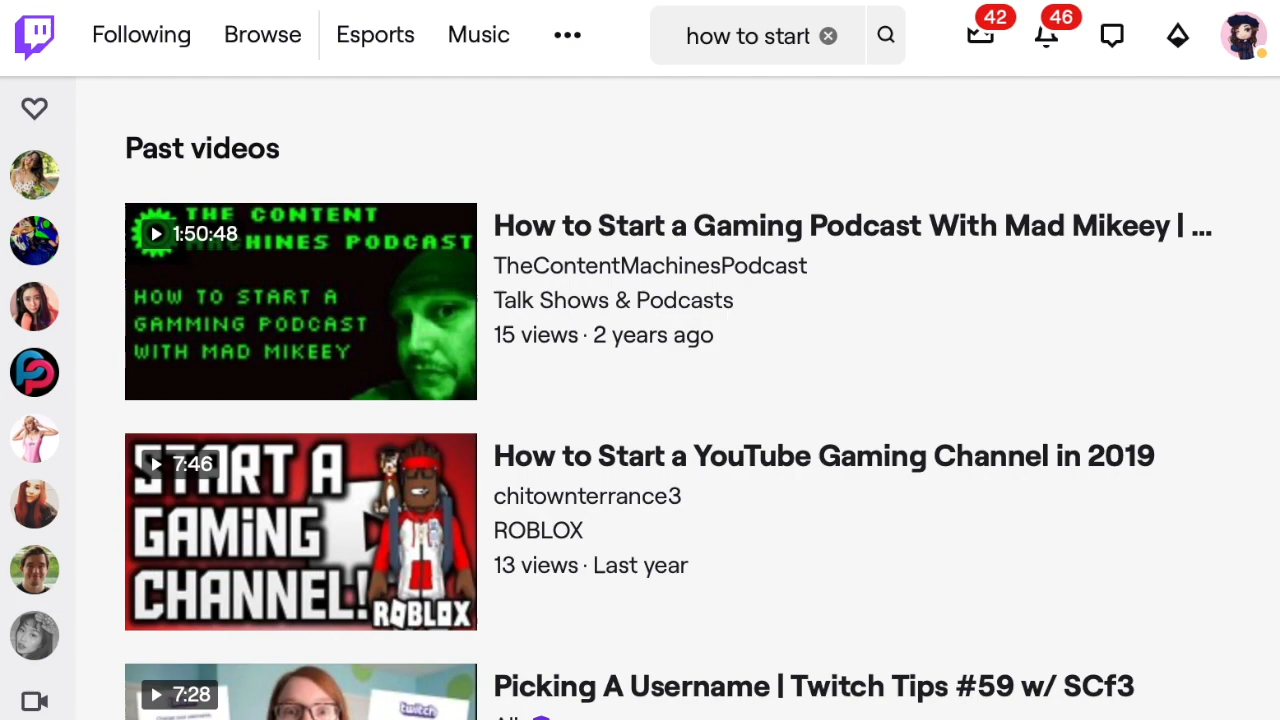 Following
Browse
Esports
Music
how to start
42
46
Past videos
THE CONTENT
MACHINES PODCAST
1:50:48
HOW TO START A
GAMMING PODCAST
WITH MAD MIKEEY
How to Start a Gaming Podcast With Mad Mikeey | ...
TheContentMachinesPodcast
Talk Shows & Podcasts
15 views · 2 years ago
START A
7:46
GAMiNG
CHANNEL!
ROBLOX
How to Start a YouTube Gaming Channel in 2019
chitownterrance3
ROBLOX
13 views · Last year
7:28
twitch
Picking A Username | Twitch Tips #59 w/ SCf3